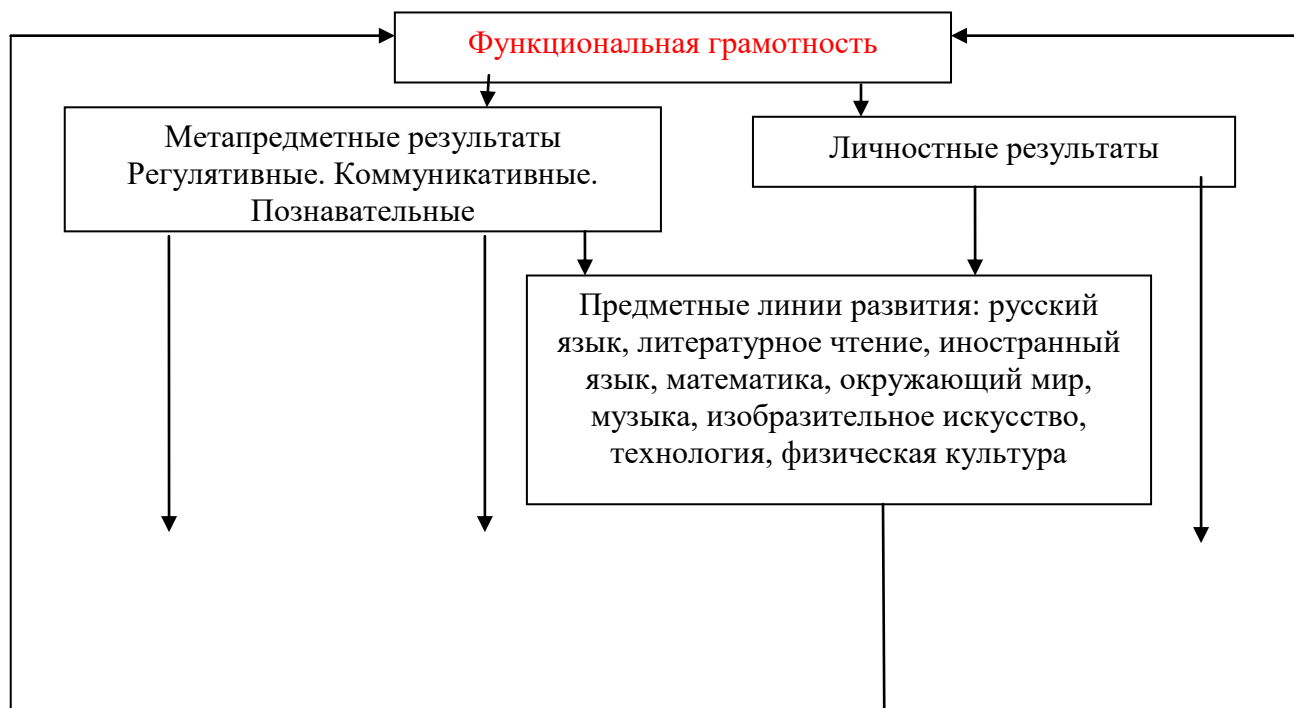 Функциональная грамотность
Метапредметные результаты
Регулятивные. Коммуникативные.
Познавательные
Личностные результаты
Предметные линии развития: русский
язык, литературное чтение, иностранный
язык, математика, окружающий мир,
музыка, изобразительное искусство,
технология, физическая культура